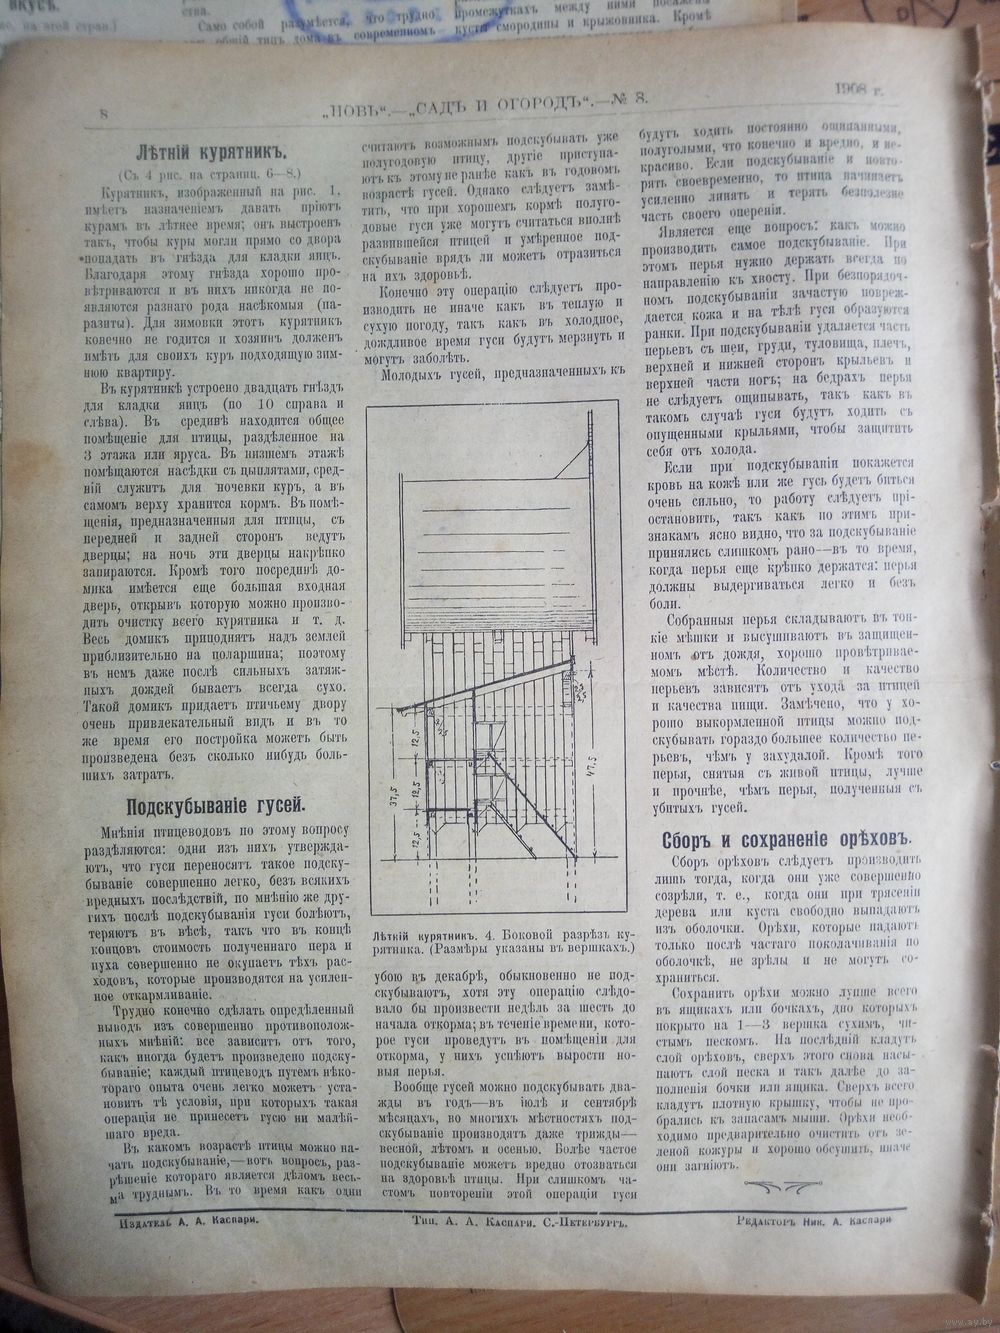 Само собой разумѣется, что трудно
промежуткахъ между ними
кусты смородины и крыжовника. Кромѣ
8
„НОВЬ“.—„САДЪ И ОГОРОДЪ“.—№ 8.
1908 г.
Лѣтній курятникъ.
(Съ 4 рис. на страниц. 6—8.)
Курятникъ, изображенный на рис. 1,
имѣетъ назначеніемъ давать пріютъ
курамъ въ лѣтнее время; онъ выстроенъ
такъ, чтобы куры могли прямо со двора
попадать въ гнѣзда для кладки яицъ.
Благодаря этому гнѣзда хорошо про-
вѣтриваются и въ нихъ никогда не по-
являются разнаго рода насѣкомыя (па-
разиты). Для зимовки этотъ курятникъ
конечно не годится и хозяинъ долженъ
имѣть для своихъ куръ подходящую зим-
нюю квартиру.
Въ курятникѣ устроено двадцать гнѣздъ
для кладки яицъ (по 10 справа и
слѣва). Въ срединѣ находится общее
помѣщеніе для птицы, раздѣленное на
3 этажа или яруса. Въ низшемъ этажѣ
помѣщаются насѣдки съ цыплятами, сред-
ній служитъ для ночевки куръ, а въ
самомъ верху хранится кормъ. Въ помѣ-
щенія, предназначенныя для птицы, съ
передней и задней сторонъ ведутъ
дверцы; на ночь эти дверцы накрѣпко
запираются. Кромѣ того посрединѣ до-
мика имѣется еще большая входная
дверь, открывъ которую можно произво-
дить очистку всего курятника и т. д.
Весь домикъ приподнятъ надъ землей
приблизительно на поларшина; поэтому
въ немъ даже послѣ сильныхъ затяж-
ныхъ дождей бываетъ всегда сухо.
Такой домикъ придаетъ птичьему двору
очень привлекательный видъ и въ то
же время его постройка можетъ быть
произведена безъ сколько нибудь боль-
шихъ затратъ.
Подскубываніе гусей.
Мнѣнія птицеводовъ по этому вопросу
раздѣляются: одни изъ нихъ утвержда-
ютъ, что гуси переносятъ такое подску-
бываніе совершенно легко, безъ всякихъ
вредныхъ послѣдствій, по мнѣнію же дру-
гихъ послѣ подскубыванія гуси болѣютъ,
теряютъ въ вѣсѣ, такъ что въ концѣ
концовъ стоимость полученнаго пера и
пуха совершенно не окупаетъ тѣхъ рас-
ходовъ, которые производятся на усилен-
ное откармливаніе.
Трудно конечно сдѣлать опредѣленный
выводъ изъ совершенно противополож-
ныхъ мнѣній: все зависитъ отъ того,
какъ иногда будетъ произведено подску-
бываніе; каждый птицеводъ путемъ нѣко-
тораго опыта очень легко можетъ уста-
новить тѣ условія, при которыхъ такая
операція не принесетъ гусю ни малѣй-
шаго вреда.
Въ какомъ возрастѣ птицы можно на-
чать подскубываніе,—вотъ вопросъ, раз-
рѣшеніе котораго является дѣломъ весь-
ма труднымъ. Въ то время какъ одни
считаютъ возможнымъ подскубывать уже
полугодовую птицу, другіе приступа-
ютъ къ этому не ранѣе какъ въ годовомъ
возрастѣ гусей. Однако слѣдуетъ замѣ-
тить, что при хорошемъ кормѣ полуго-
довые гуси уже могутъ считаться вполнѣ
развившейся птицей и умѣренное под-
скубываніе врядъ ли можетъ отразиться
на ихъ здоровьѣ.
Конечно эту операцію слѣдуетъ про-
изводить не иначе какъ въ теплую и
сухую погоду, такъ какъ въ холодное,
дождливое время гуси будутъ мерзнуть и
могутъ заболѣть.
Молодыхъ гусей, предназначенныхъ къ
37,5
12,5
12,5
12,5
47,5
Лѣтній курятникъ. 4. Боковой разрѣзъ ку-
рятника. (Размѣры указаны въ вершкахъ.)
убою въ декабрѣ, обыкновенно не под-
скубываютъ, хотя эту операцію слѣдо-
вало бы произвести недѣль за шесть до
начала откорма; въ теченіе времени, кото-
рое гуси проведутъ въ помѣщеніи для
откорма, у нихъ успѣютъ вырости но-
выя перья.
Вообще гусей можно подскубывать два-
жды въ годъ—въ іюлѣ и сентябрѣ
мѣсяцахъ, во многихъ мѣстностяхъ под-
скубываніе производятъ даже трижды—
весной, лѣтомъ и осенью. Болѣе частое
подскубываніе можетъ вредно отозваться
на здоровьѣ птицы. При слишкомъ ча-
стомъ повтореніи этой операціи гуси
будутъ ходить постоянно ощипанными,
полуголыми, что конечно и вредно, и не-
красиво. Если подскубываніе и повто-
рять своевременно, то птица начинаетъ
усиленно линять и терять безполезно
часть своего оперенія.
Является еще вопросъ: какъ можно
производить самое подскубываніе. При
этомъ перья нужно держать всегда по
направленію къ хвосту. При безпорядоч-
номъ подскубываніи зачастую повреж-
дается кожа и на тѣлѣ гуся образуются
ранки. При подскубываніи удаляется часть
перьевъ съ шеи, груди, туловища, плечъ,
верхней и нижней сторонъ крыльевъ и
верхней части ногъ; на бедрахъ перья
не слѣдуетъ ощипывать, такъ какъ въ
такомъ случаѣ гуси будутъ ходить съ
опущенными крыльями, чтобы защитить
себя отъ холода.
Если при подскубываніи покажется
кровь на кожѣ или же гусь будетъ биться
очень сильно, то работу слѣдуетъ прі-
остановить, такъ какъ по этимъ при-
знакамъ ясно видно, что за подскубываніе
принялись слишкомъ рано—въ то время,
когда перья еще крѣпко держатся: перья
должны выдергиваться легко и безъ
боли.
Собранныя перья складываютъ въ тон-
кіе мѣшки и высушиваютъ въ защищен-
номъ отъ дождя, хорошо провѣтривае-
момъ мѣстѣ. Количество и качество
перьевъ зависятъ отъ ухода за птицей
и качества пищи. Замѣчено, что у хо-
рошо выкормленной птицы можно под-
скубывать гораздо большее количество пе-
рьевъ, чѣмъ у захудалой. Кромѣ того
перья, снятыя съ живой птицы, лучше
и прочнѣе, чѣмъ перья, полученныя съ
убитыхъ гусей.
Сборъ и сохраненіе орѣховъ.
Сборъ орѣховъ слѣдуетъ производить
лишь тогда, когда они уже совершенно
созрѣли, т. е., когда они при трясеніи
дерева или куста свободно выпадаютъ
изъ оболочки. Орѣхи, которые падаютъ
только послѣ частаго поколачиванія по
оболочкѣ, не зрѣлы и не могутъ со-
храниться.
Сохранить орѣхи можно лучше всего
въ ящикахъ или бочкахъ, дно которыхъ
покрыто на 1—3 вершка сухимъ, чи-
стымъ пескомъ. На послѣдній кладутъ
слой орѣховъ, сверхъ этого снова насы-
паютъ слой песка и такъ далѣе до за-
полненія бочки или ящика. Сверхъ всего
кладутъ плотную крышку, чтобы не про-
брались къ запасамъ мыши. Орѣхи необ-
ходимо предварительно очистить отъ зе-
леной кожуры и хорошо обсушить, иначе
они загніютъ.
Издатель А. А. Каспари.
Тип. А. А. Каспари, С.-Петербургъ.
Редакторъ Ник. А. Каспари
www.ay.by